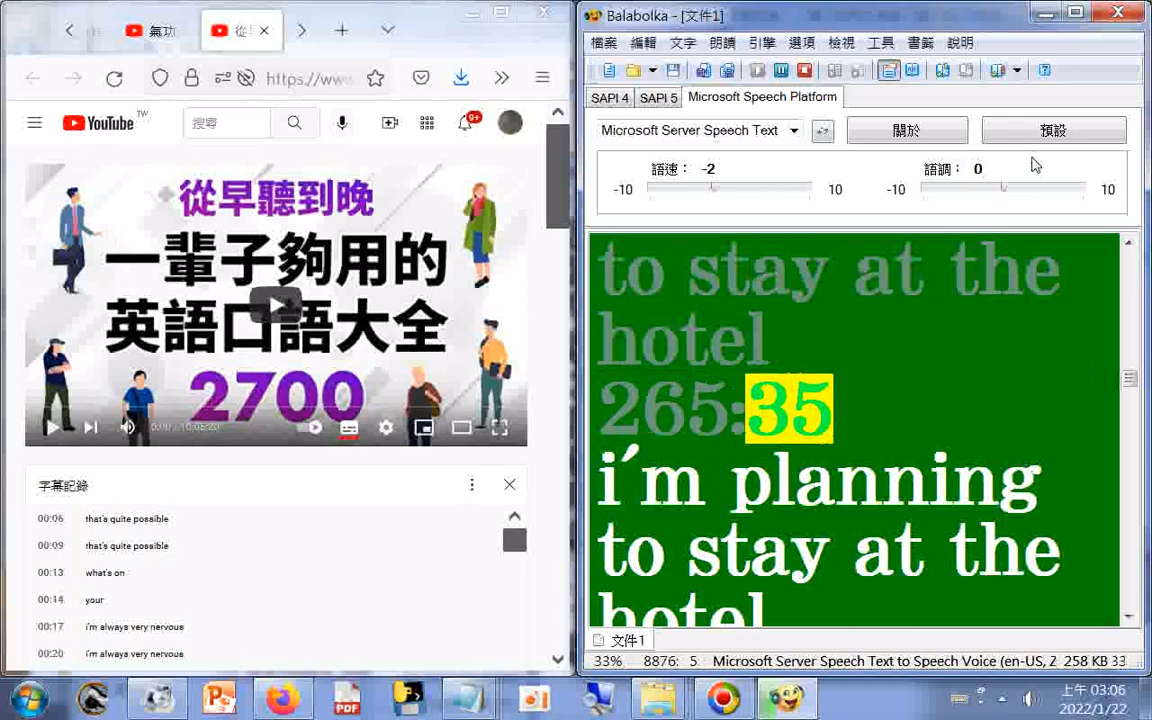 氣功
從!
https://www.
YouTube TW
搜尋
9+
從早聽到晚
一輩子夠用的
英語口語大全
2700
字幕記錄
00:06 that's quite possible
00:09 that's quite possible
00:13 what's on
00:14 your
00:17 i'm always very nervous
00:20 i'm always very nervous
Balabolka - [文件1]
檔案 編輯 文字 朗讀 引擎 選項 檢視 工具 書籤 說明
SAPI 4 SAPI 5 Microsoft Speech Platform
Microsoft Server Speech Text 關於 預設
語速： -2 語調： 0
-10 10 -10 10
to stay at the
hotel
265:35
i'm planning
to stay at the
hotel
文件1
33% 8876: 5 Microsoft Server Speech Text to Speech Voice (en-US, Z 258 KB 33
PDF
上午 03:06
2022/1/22